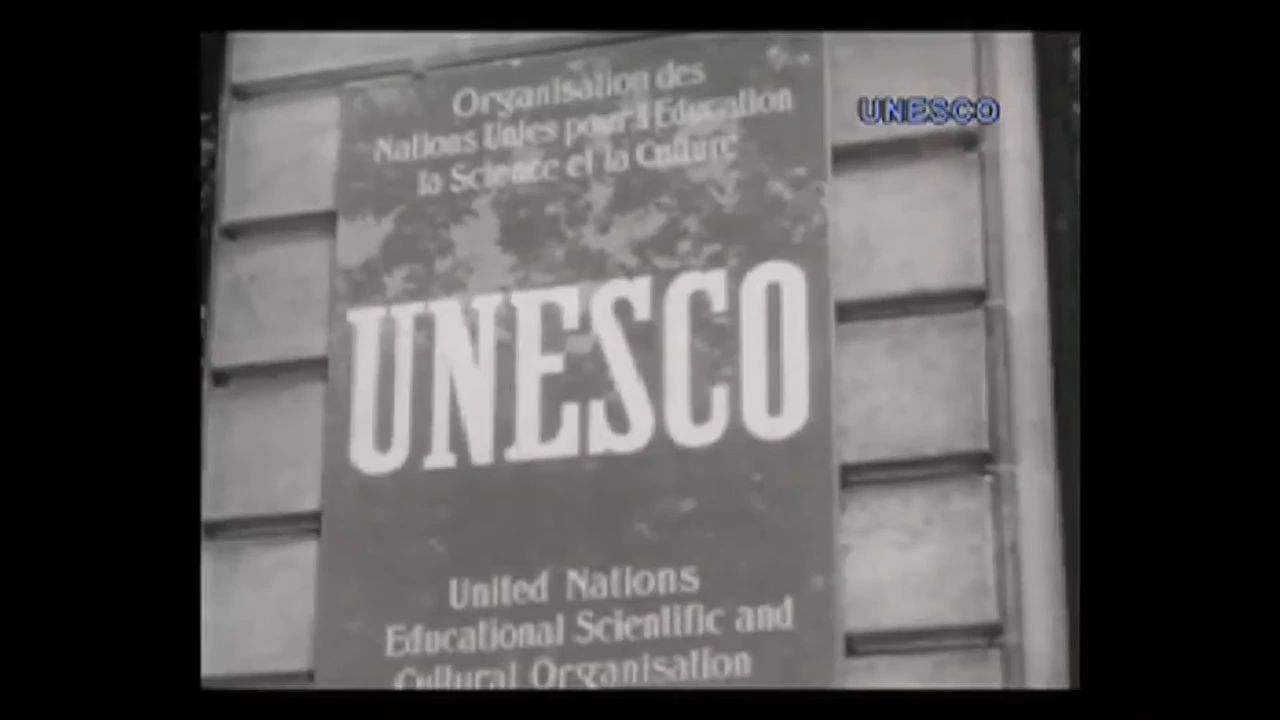 Organisation des
Nations Unies pour l'Education
la Science et la Culture
UNESCO
UNESCO
United Nations
Educational Scientific and
Cultural Organisation